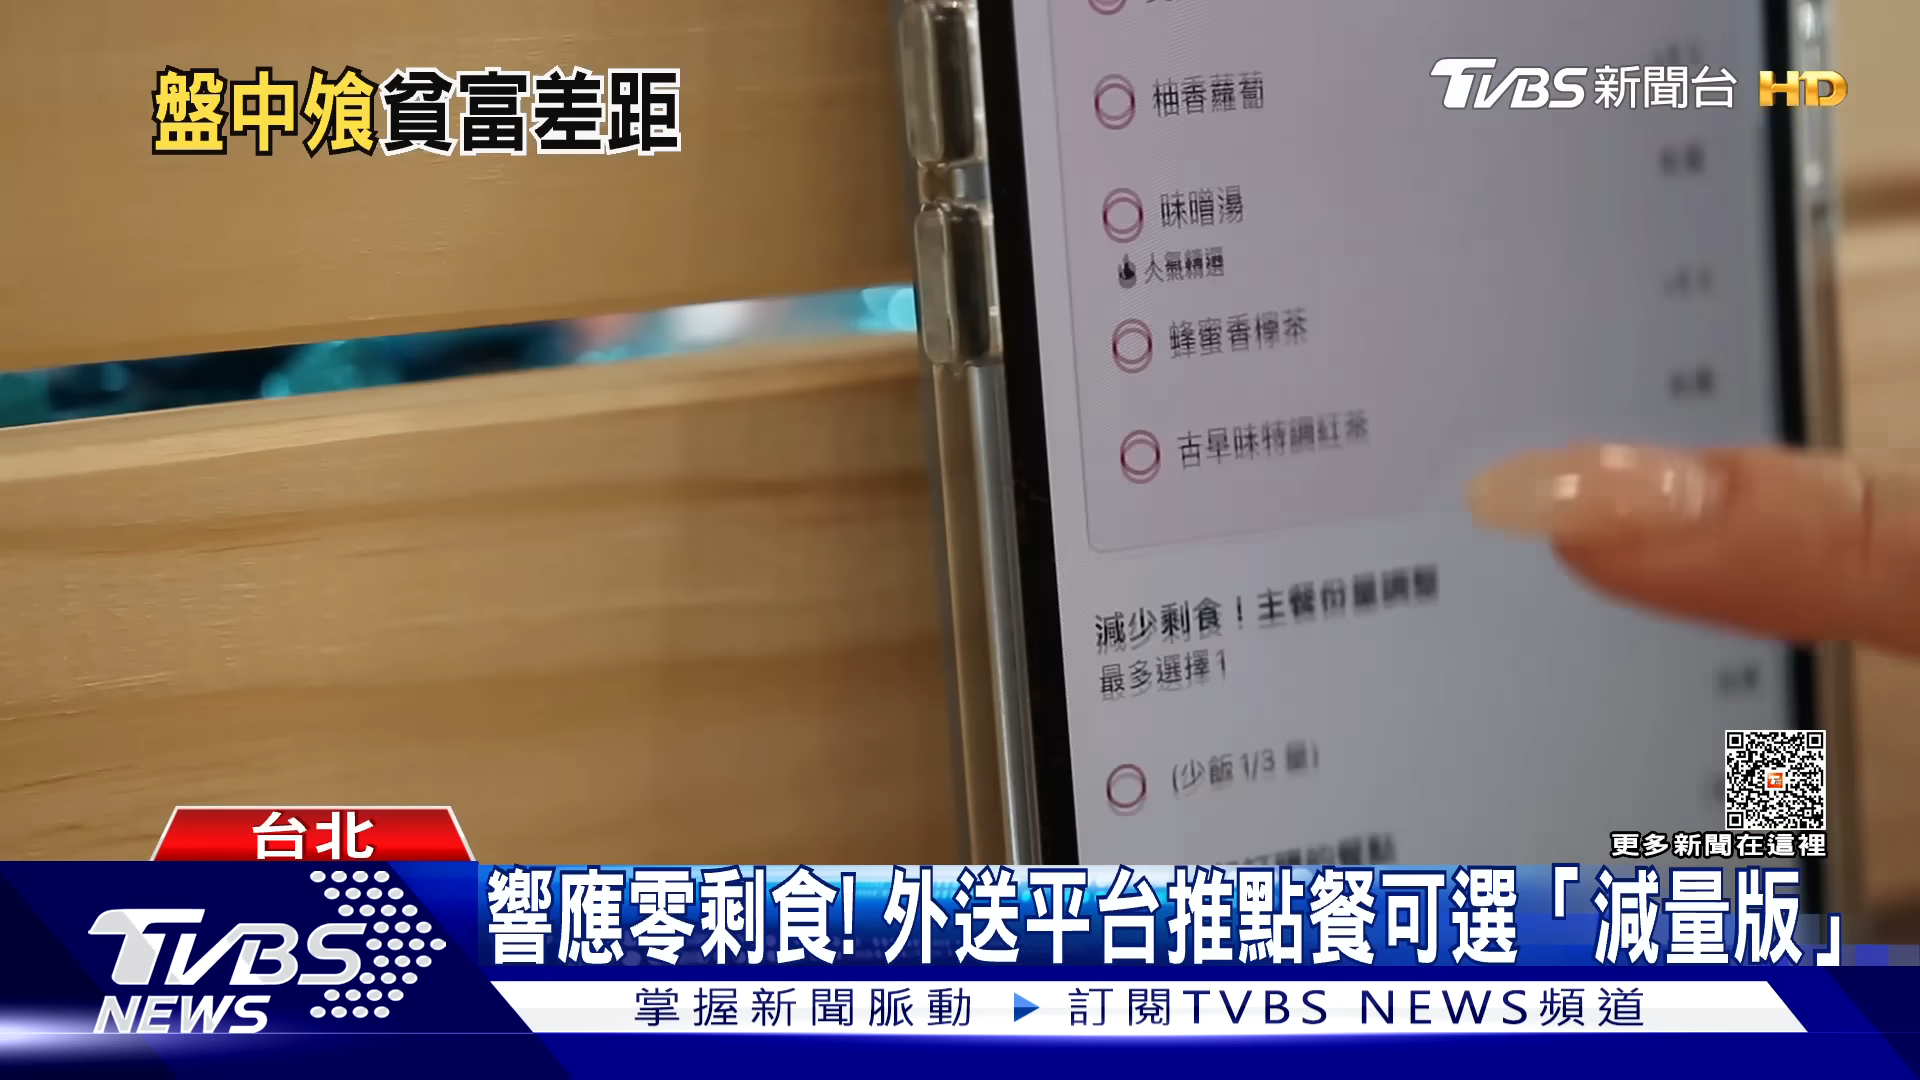 盤中飧貧富差距
TVBS新聞台 HD
柚香蘿蔔
味噌湯
人氣精選
蜂蜜香檸茶
古早味特調紅茶
減少剩食！主餐份量調整
最多選擇1
(少飯 1/3 量)
更多新聞在這裡
台北
響應零剩食! 外送平台推點餐可選「減量版」
TVBS NEWS
掌握新聞脈動 ▶ 訂閱TVBS NEWS頻道